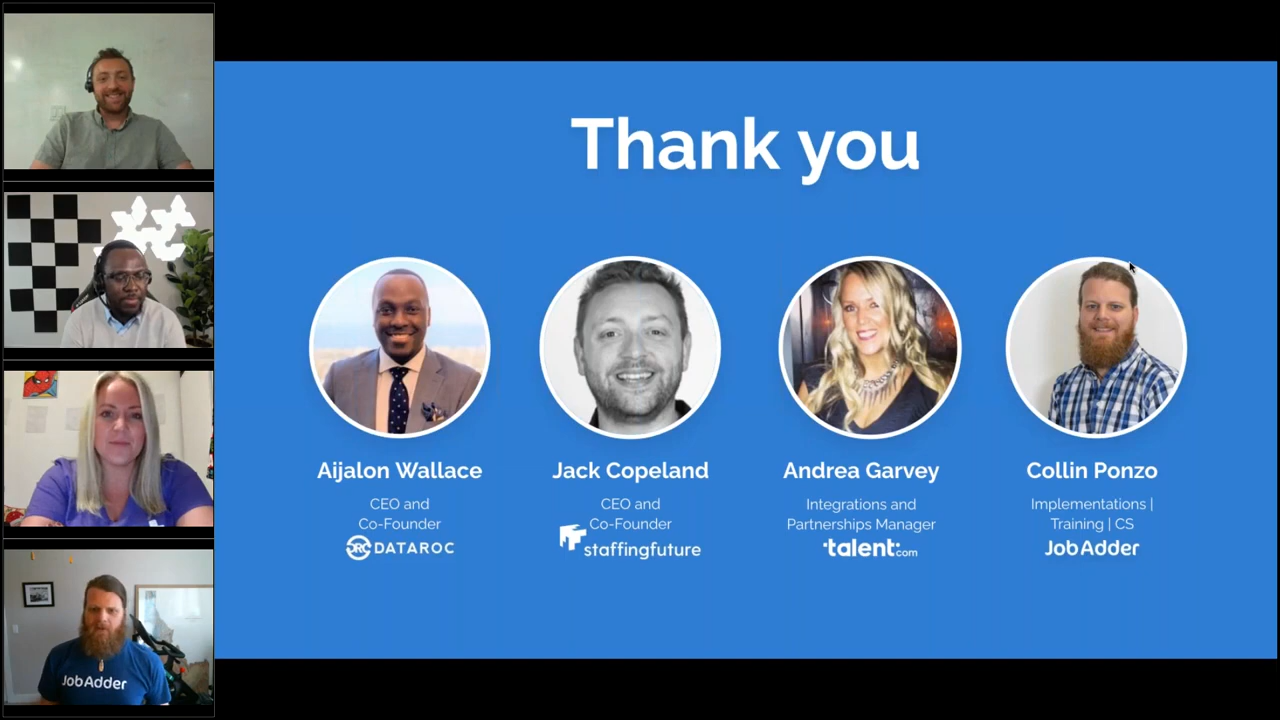 Thank you
Aijalon Wallace
CEO and
Co-Founder
DRC DATAROC
Jack Copeland
CEO and
Co-Founder
staffingfuture
Andrea Garvey
Integrations and
Partnerships Manager
talent.com
Collin Ponzo
Implementations |
Training | CS
JobAdder
JobAdder